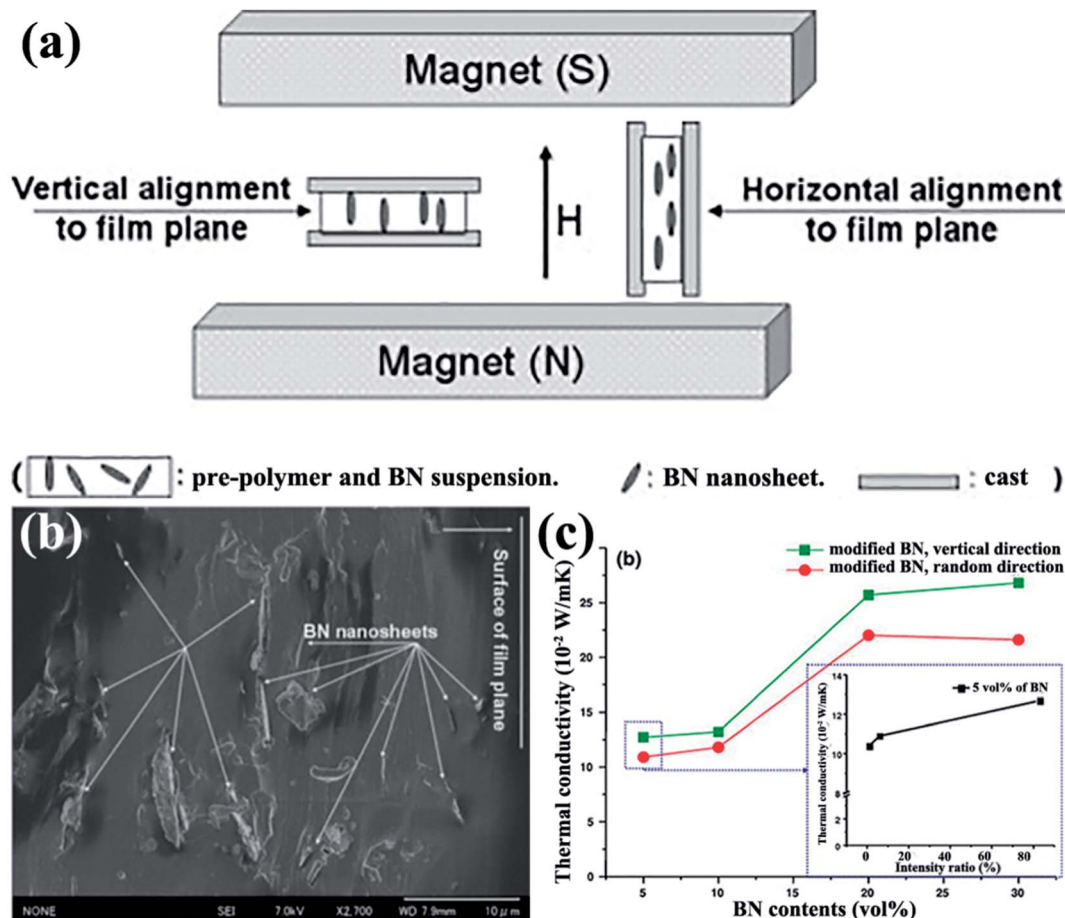 (a)
Magnet (S)
Vertical alignment
to film plane
H
Horizontal alignment
to film plane
Magnet (N)
( : pre-polymer and BN suspension. : BN nanosheet. : cast )
(b)
Surface of film plane
BN nanosheets
NONE SEI 7.0kV X2,700 WD 7.9mm 10μm
(c)
(b)
modified BN, vertical direction
modified BN, random direction
Thermal conductivity (10⁻² W/mK)
25
20
15
10
5
0
5 10 15 20 25 30
BN contents (vol%)
5 vol% of BN
Thermal conductivity (10⁻² W/mK)
14
12
10
8
2
0
0 20 40 60 80
Intensity ratio (%)